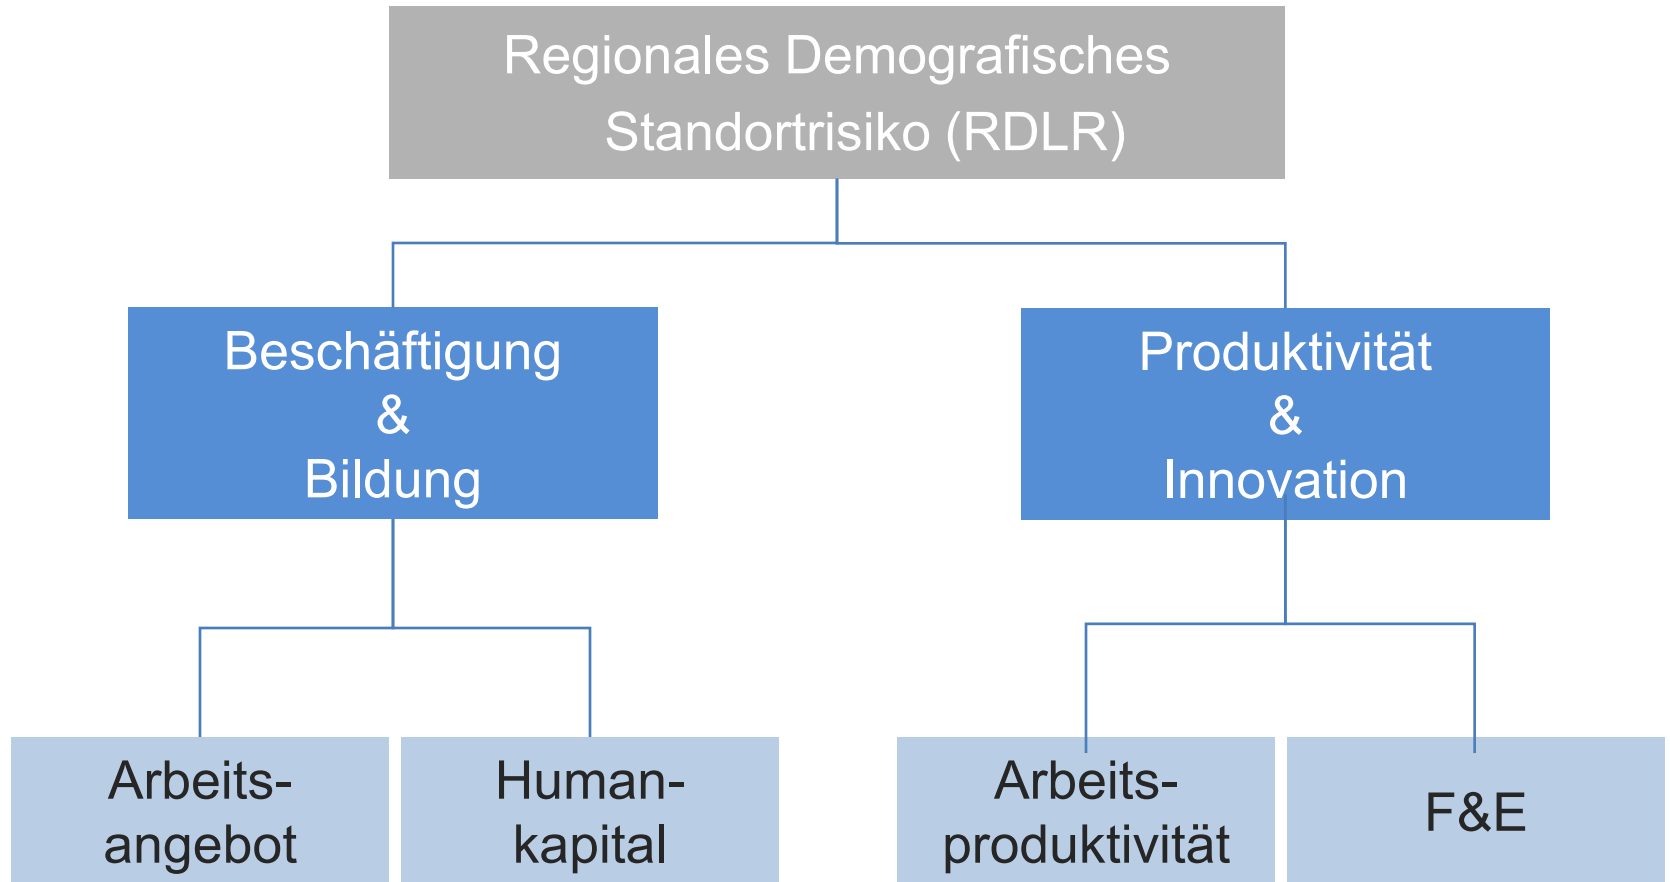 Regionales Demografisches
Standortrisiko (RDLR)
Beschäftigung
&
Bildung
Produktivität
&
Innovation
Arbeits-
angebot
Human-
kapital
Arbeits-
produktivität
F&E